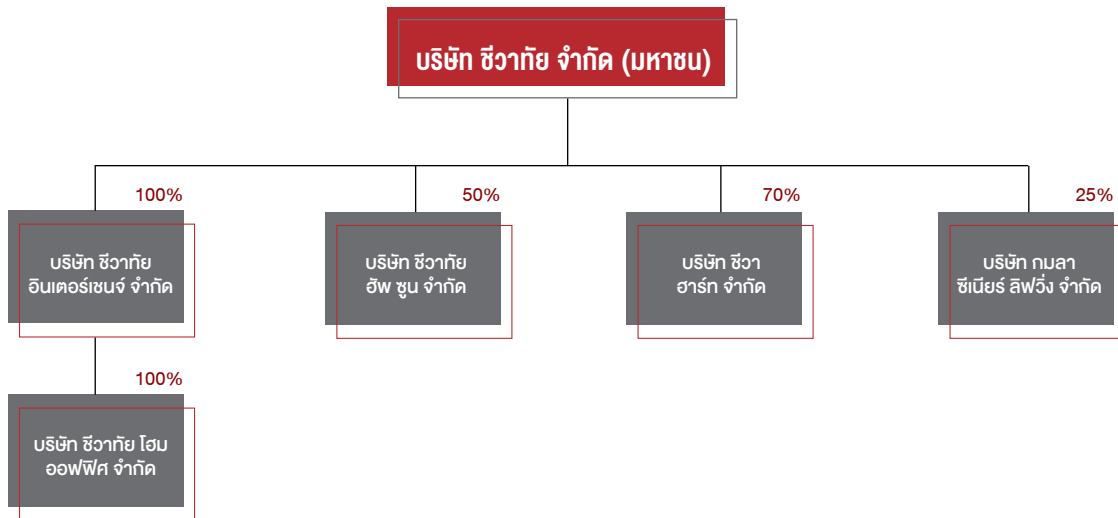 บริษัท ชีวาทัย จำกัด (มหาชน)
100%
50%
70%
25%
บริษัท ชีวาทัย
อินเตอร์เชนจ์ จำกัด
บริษัท ชีวาทัย
ฮัพ ซูน จำกัด
บริษัท ชีวา
ฮาร์ท จำกัด
บริษัท กมลา
ซีเนียร์ ลิฟวิ่ง จำกัด
100%
บริษัท ชีวาทัย โฮม
ออฟฟิศ จำกัด